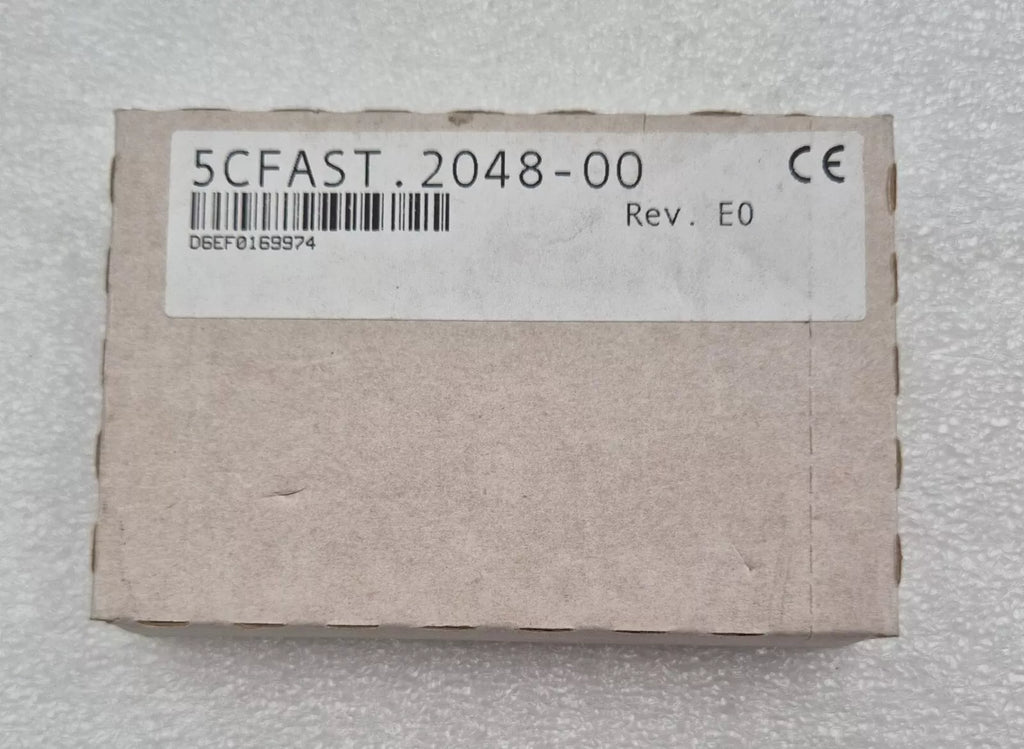 5CFAST.2048-00
CE
Rev. E0
D6EF0169974